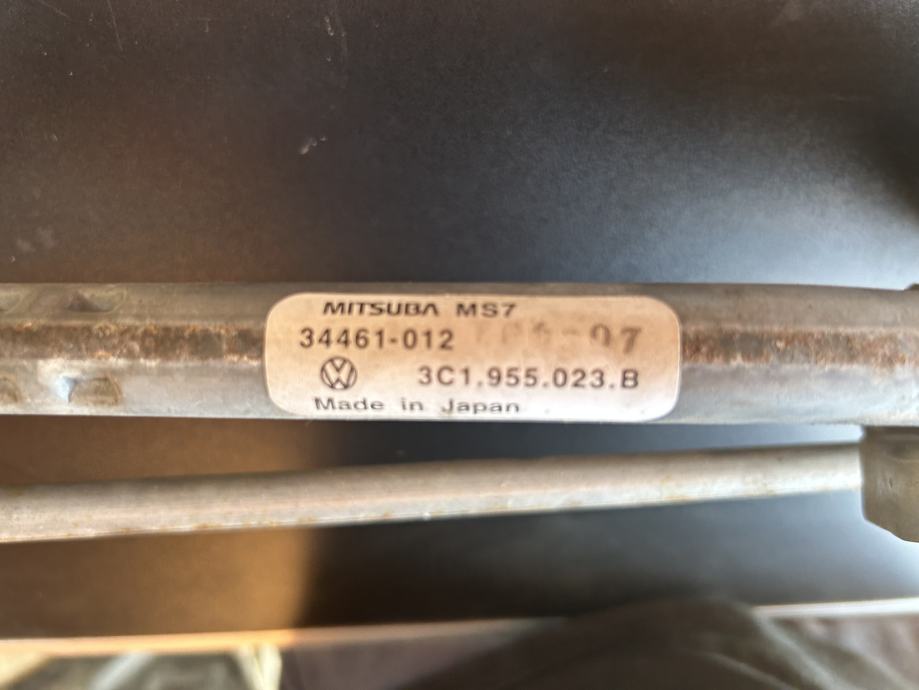 MITSUBA MS7
34461-012
3C1.955.023.B
Made in Japan